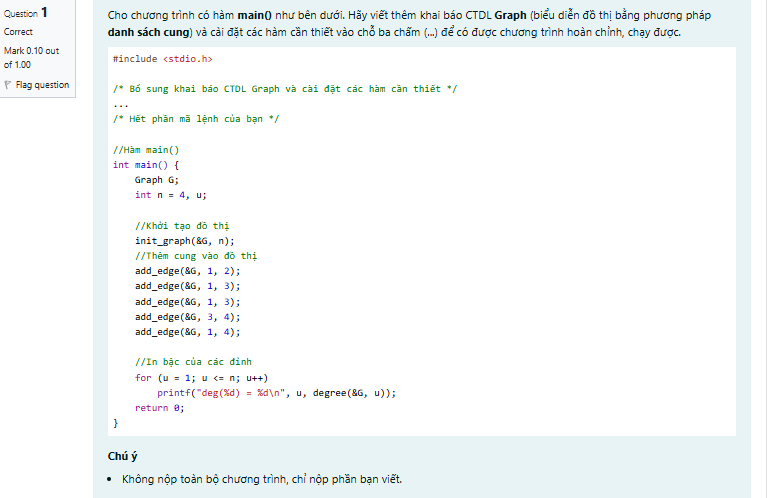 Question 1
Correct
Mark 0.10 out
of 1.00
Flag question
Cho chương trình có hàm main() như bên dưới. Hãy viết thêm khai báo CTDL Graph (biểu diễn đồ thị bằng phương pháp
danh sách cung) và cài đặt các hàm cần thiết vào chỗ ba chấm (...) để có được chương trình hoàn chỉnh, chạy được.
#include <stdio.h>
/* Bổ sung khai báo CTDL Graph và cài đặt các hàm cần thiết */
...
/* Hết phần mã lệnh của bạn */
//Hàm main()
int main() {
Graph G;
int n = 4, u;
//Khởi tạo đồ thị
init_graph(&G, n);
//Thêm cung vào đồ thị
add_edge(&G, 1, 2);
add_edge(&G, 1, 3);
add_edge(&G, 1, 3);
add_edge(&G, 3, 4);
add_edge(&G, 1, 4);
//In bậc của các đỉnh
for (u = 1; u <= n; u++)
printf("deg(%d) = %d\n", u, degree(&G, u));
return 0;
}
Chú ý
• Không nộp toàn bộ chương trình, chỉ nộp phần bạn viết.